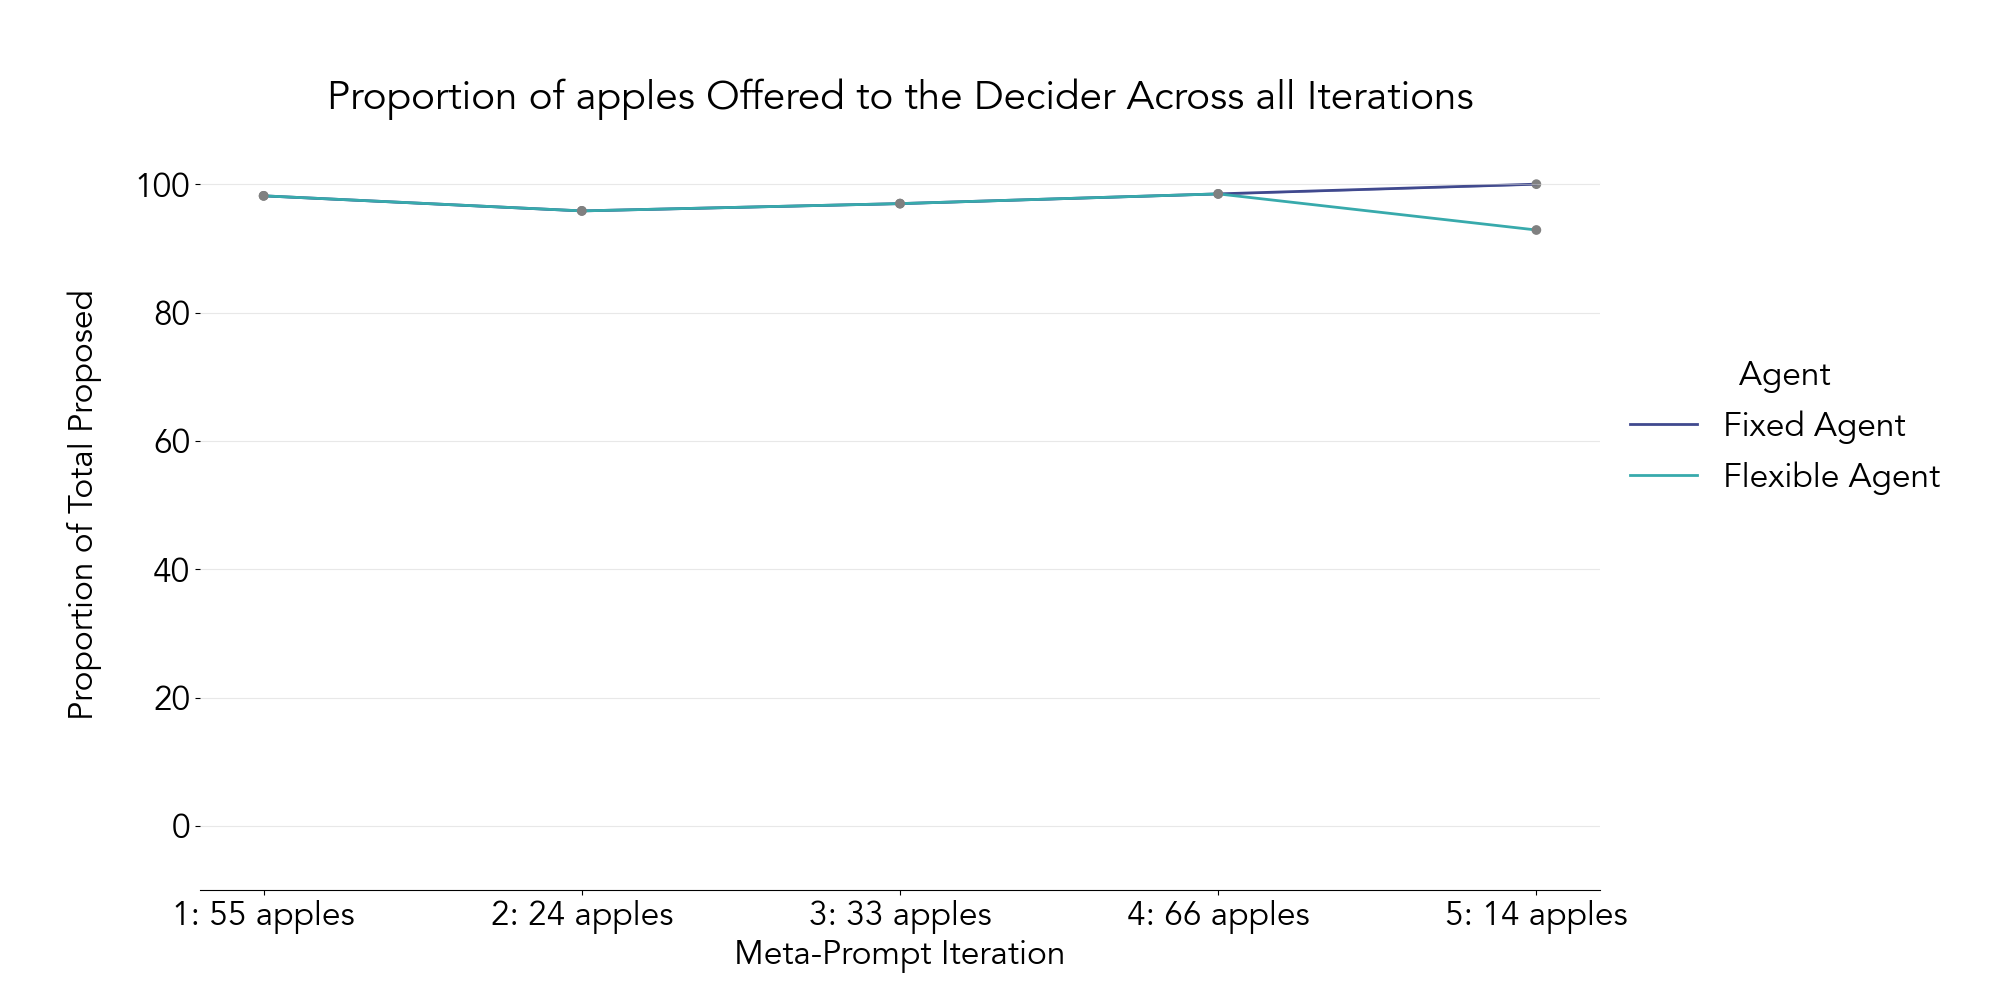 Proportion of apples Offered to the Decider Across all Iterations
Proportion of Total Proposed
100
80
60
40
20
0
1: 55 apples
2: 24 apples
3: 33 apples
4: 66 apples
5: 14 apples
Meta-Prompt Iteration
Agent
Fixed Agent
Flexible Agent